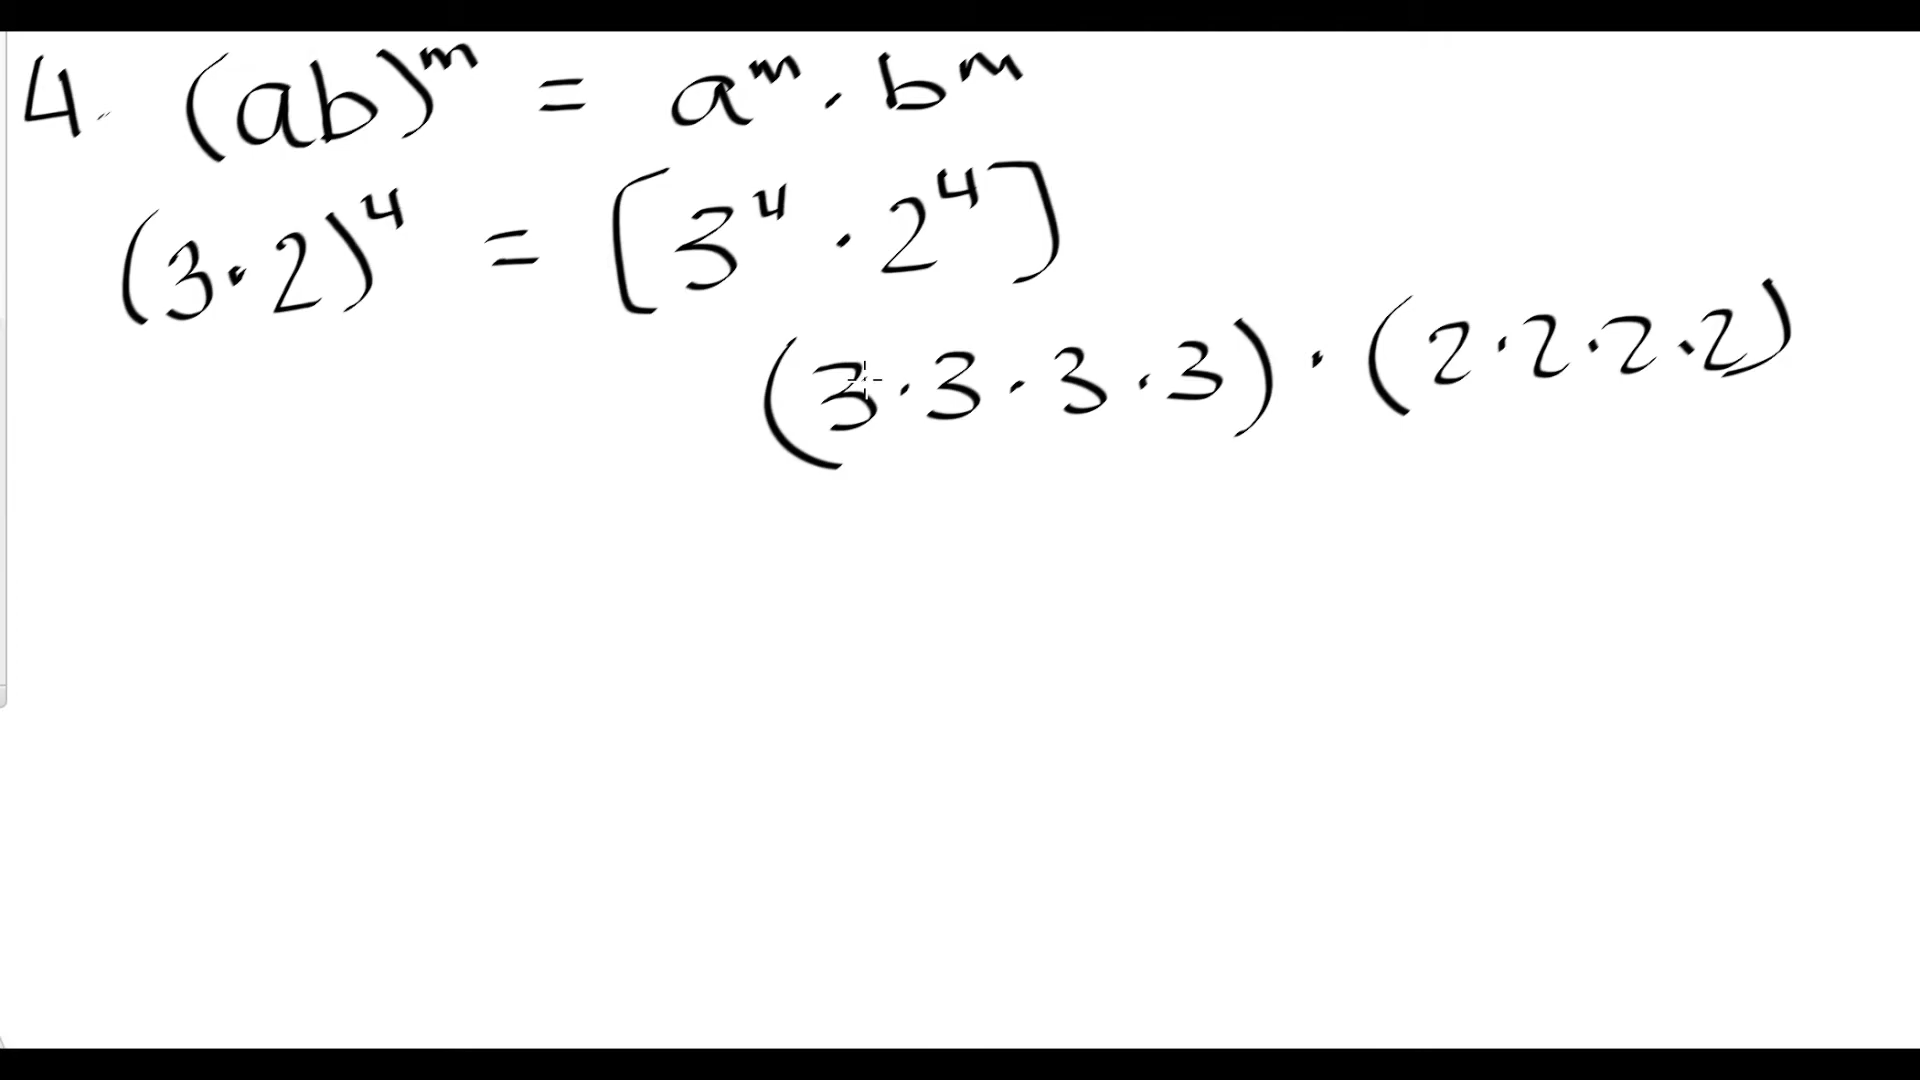 4. (ab)^m = a^m · b^m
(3·2)^4 = [3^4 · 2^4]
(3·3·3·3)·(2·2·2·2)